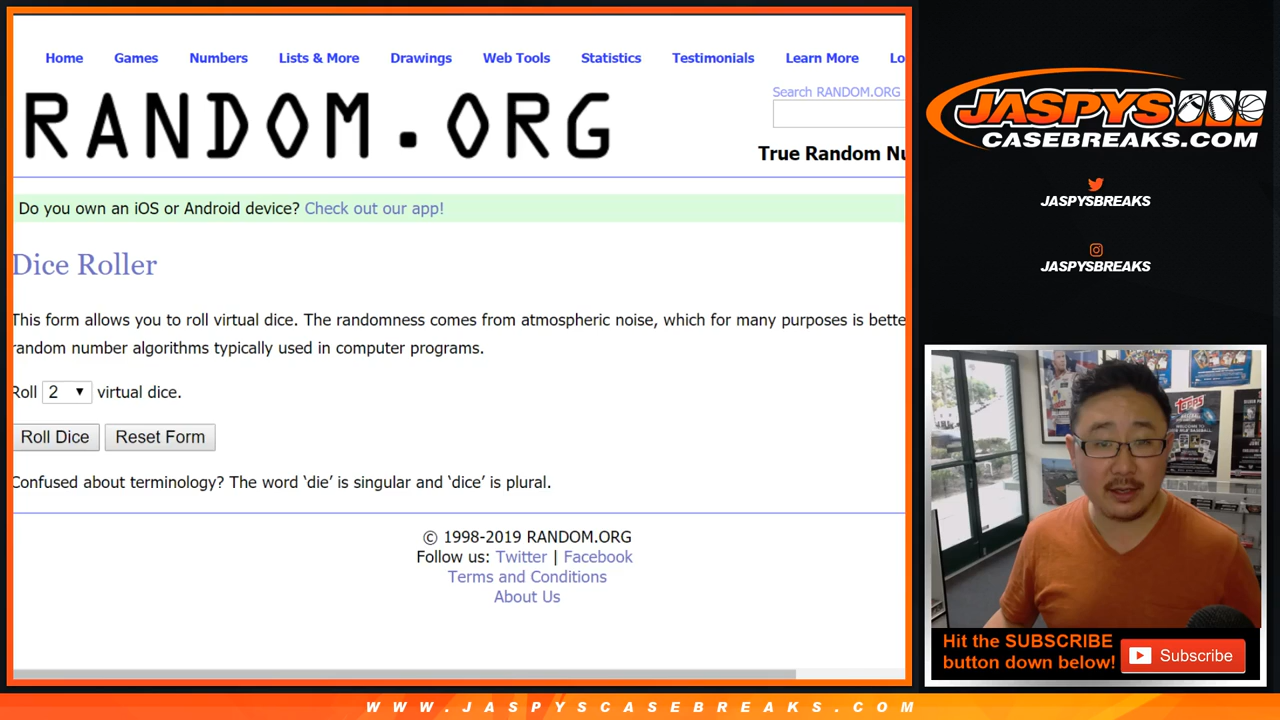 Home Games Numbers Lists & More Drawings Web Tools Statistics Testimonials Learn More Lo
Search RANDOM.ORG
RANDOM.ORG
True Random Nu
Do you own an iOS or Android device? Check out our app!
Dice Roller
This form allows you to roll virtual dice. The randomness comes from atmospheric noise, which for many purposes is bette
random number algorithms typically used in computer programs.
Roll 2 virtual dice.
Roll Dice Reset Form
Confused about terminology? The word ‘die’ is singular and ‘dice’ is plural.
© 1998-2019 RANDOM.ORG
Follow us: Twitter | Facebook
Terms and Conditions
About Us
JASPYS
CASEBREAKS.COM
JASPYSBREAKS
JASPYSBREAKS
topps
Hit the SUBSCRIBE
button down below!
Subscribe
WWW.JASPYSCASEBREAKS.COM